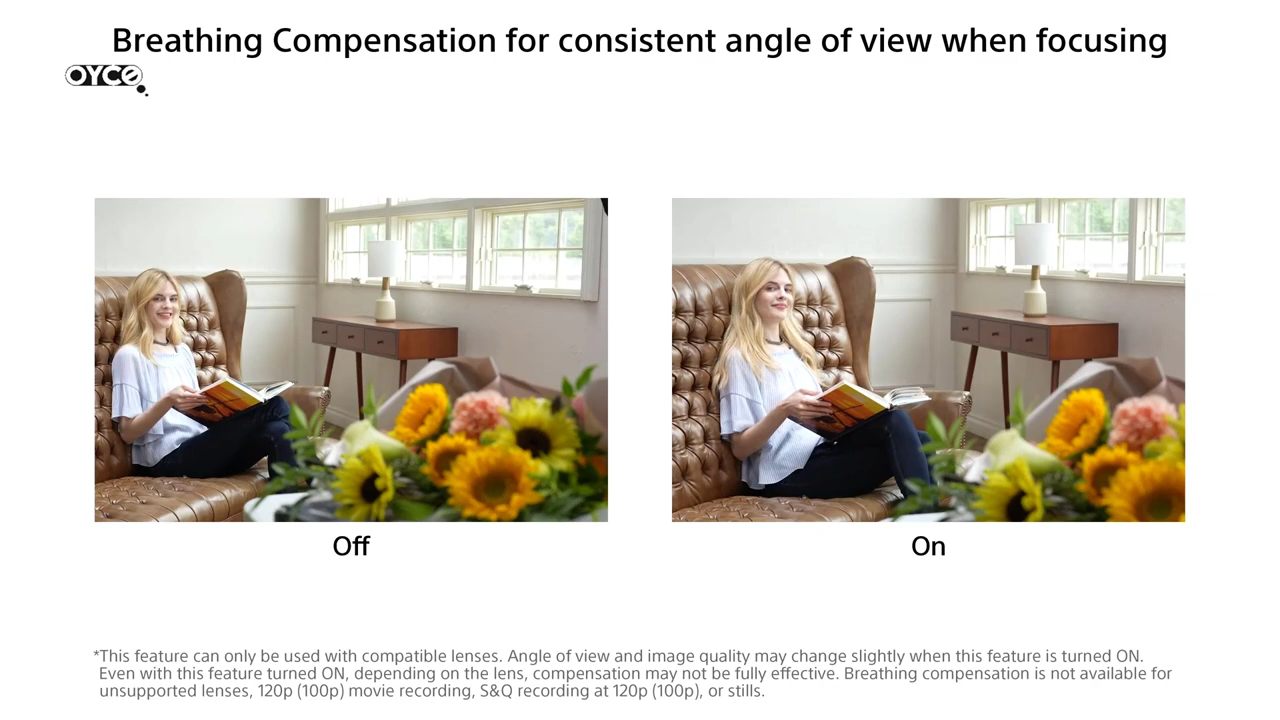 Breathing Compensation for consistent angle of view when focusing
OYCO
Off
On
*This feature can only be used with compatible lenses. Angle of view and image quality may change slightly when this feature is turned ON.
Even with this feature turned ON, depending on the lens, compensation may not be fully effective. Breathing compensation is not available for
unsupported lenses, 120p (100p) movie recording, S&Q recording at 120p (100p), or stills.